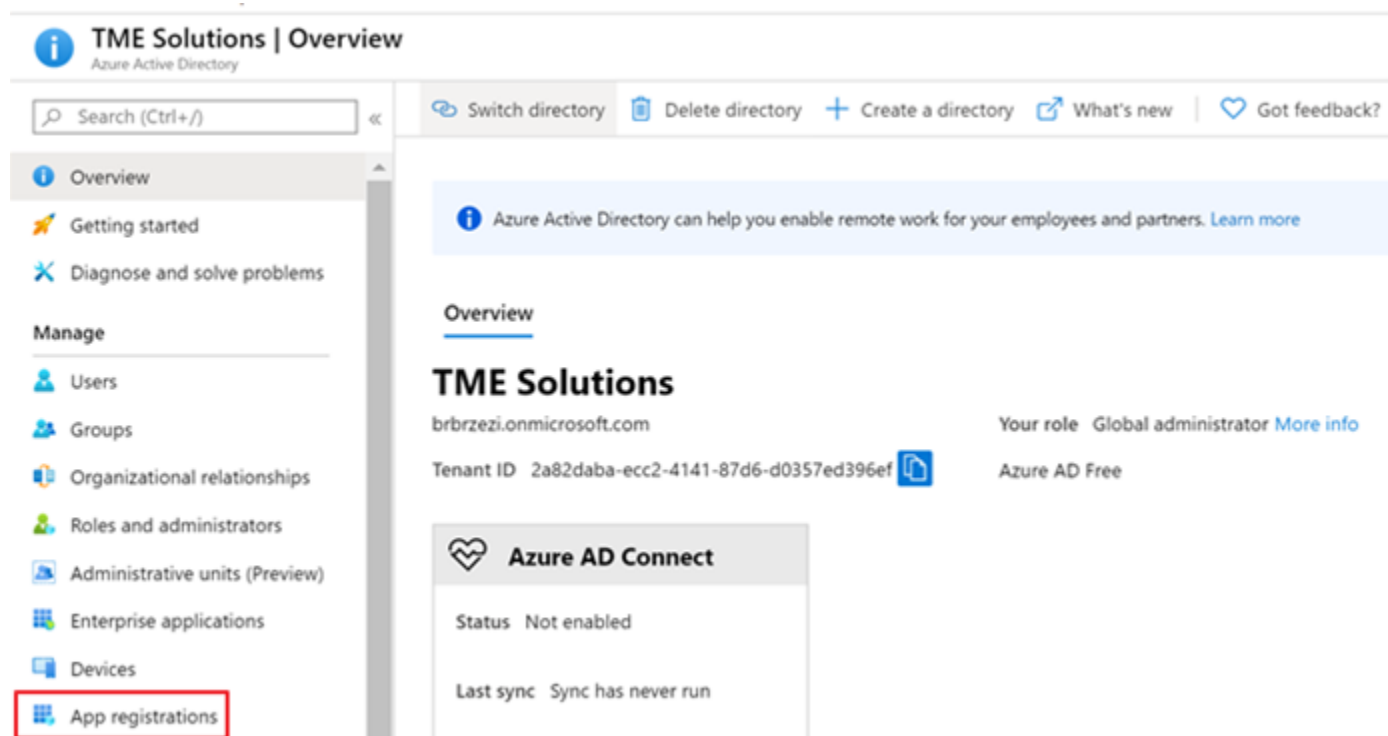 TME Solutions | Overview
Azure Active Directory
Search (Ctrl+/)
«
Switch directory
Delete directory
Create a directory
What's new
Got feedback?
Overview
Getting started
Diagnose and solve problems
Manage
Users
Groups
Organizational relationships
Roles and administrators
Administrative units (Preview)
Enterprise applications
Devices
App registrations
Azure Active Directory can help you enable remote work for your employees and partners. Learn more
Overview
TME Solutions
brbrzezi.onmicrosoft.com
Your role Global administrator More info
Tenant ID 2a82daba-ecc2-4141-87d6-d0357ed396ef
Azure AD Free
Azure AD Connect
Status Not enabled
Last sync Sync has never run